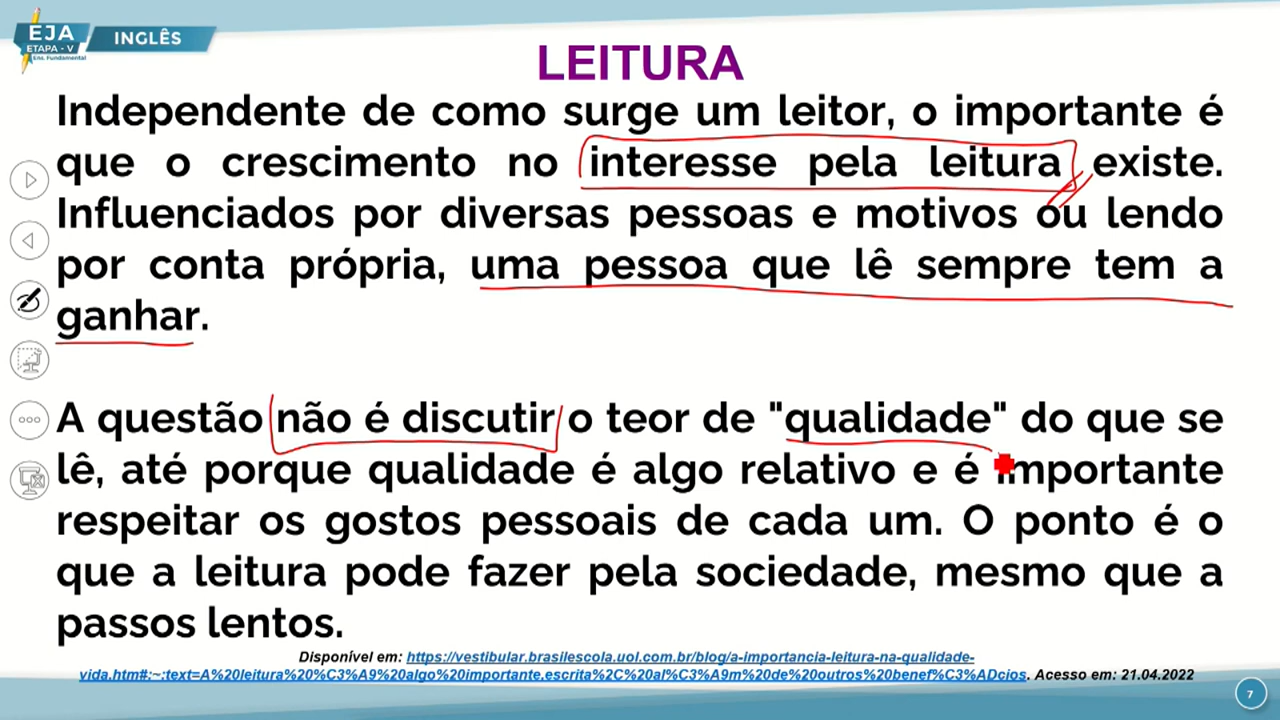 EJA
ETAPA - V
Ens. Fundamental
INGLÊS
LEITURA
Independente de como surge um leitor, o importante é
que o crescimento no interesse pela leitura existe.
Influenciados por diversas pessoas e motivos ou lendo
por conta própria, uma pessoa que lê sempre tem a
ganhar.
A questão não é discutir o teor de "qualidade" do que se
lê, até porque qualidade é algo relativo e é importante
respeitar os gostos pessoais de cada um. O ponto é o
que a leitura pode fazer pela sociedade, mesmo que a
passos lentos.
Disponível em: https://vestibular.brasilescola.uol.com.br/blog/a-importancia-leitura-na-qualidade-
vida.htm#:~:text=A%20leitura%20%C3%A9%20algo%20importante,escrita%2C%20al%C3%A9m%20de%20outros%20benef%C3%ADcios. Acesso em: 21.04.2022
7